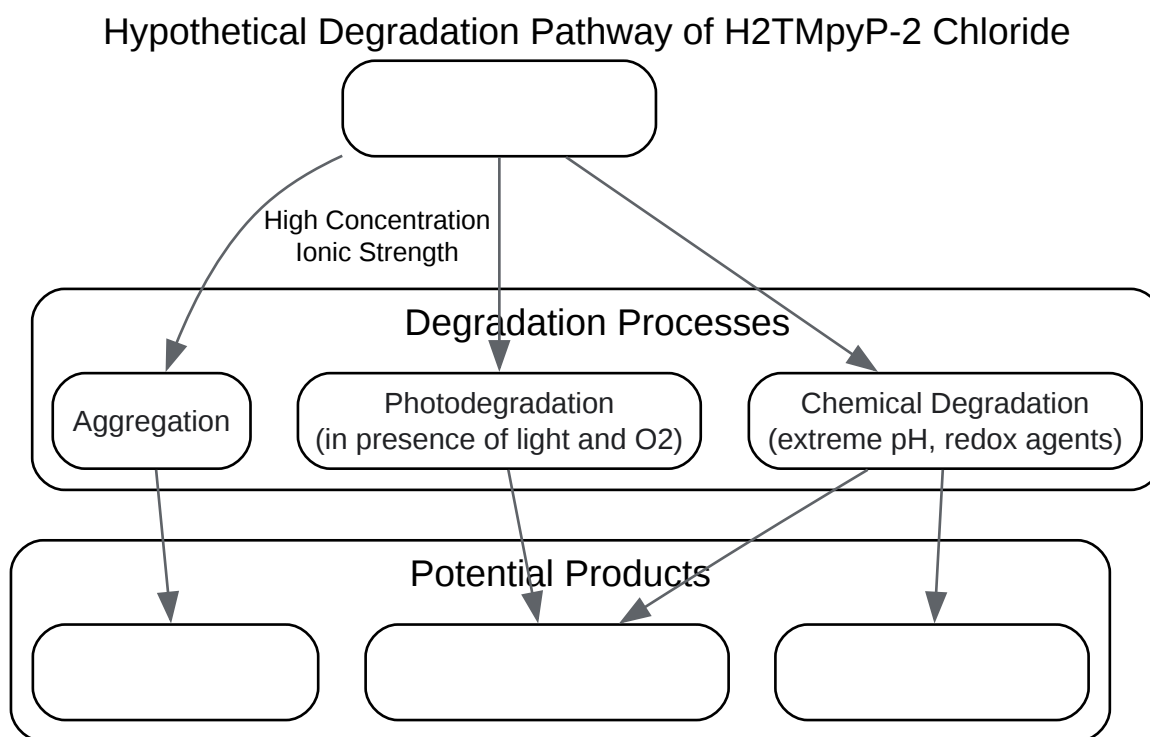 Hypothetical Degradation Pathway of H2TMpyP-2 Chloride
High Concentration
Ionic Strength
Degradation Processes
Aggregation
Photodegradation
(in presence of light and O2)
Chemical Degradation
(extreme pH, redox agents)
Potential Products